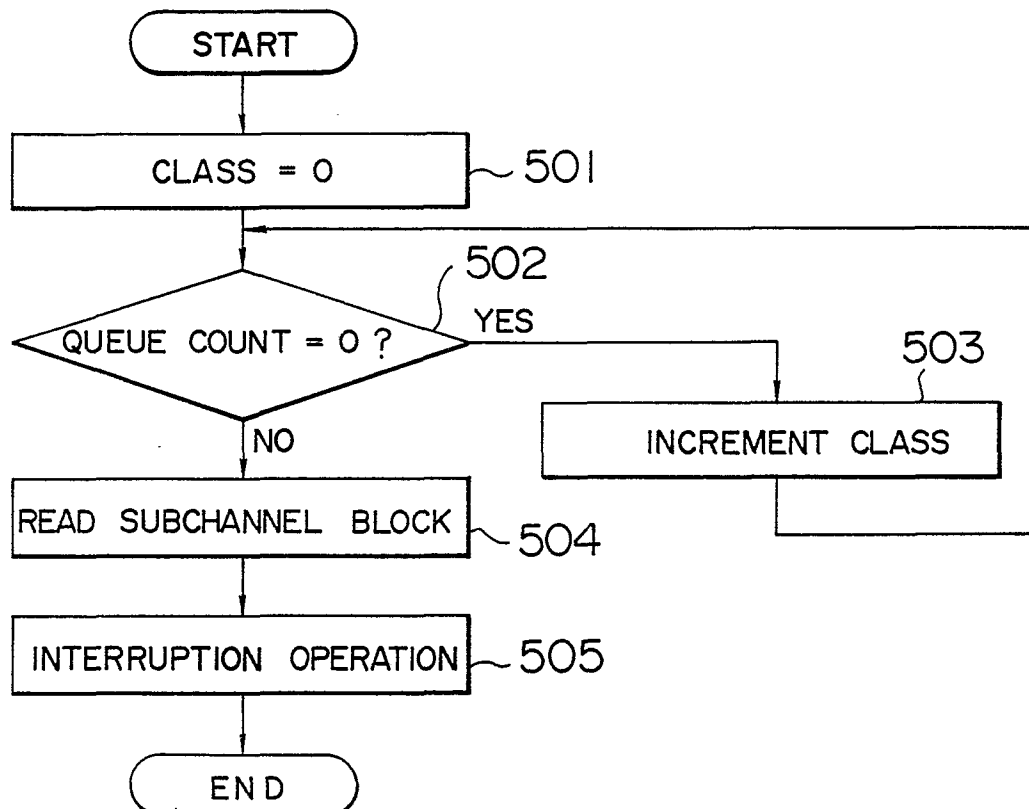 START
CLASS = 0
501
502
QUEUE COUNT = 0 ?
YES
503
INCREMENT CLASS
NO
READ SUBCHANNEL BLOCK
504
INTERRUPTION OPERATION
505
END